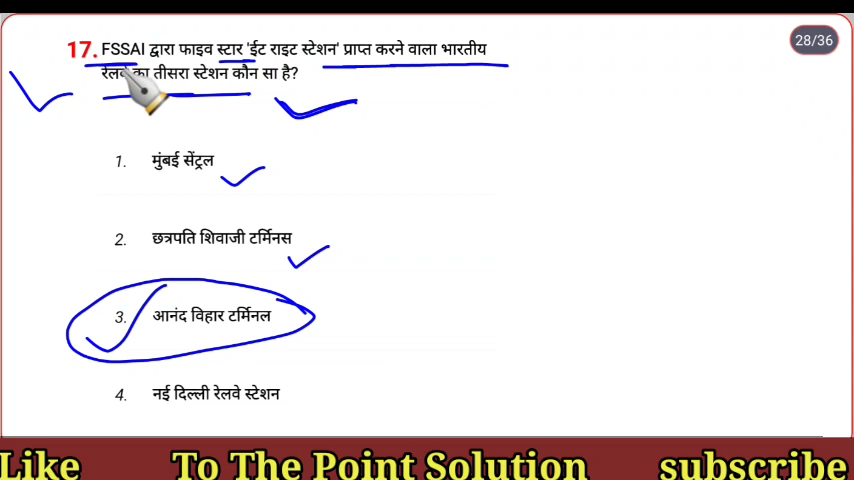 28/36
17. FSSAI द्वारा फाइव स्टार 'ईट राइट स्टेशन' प्राप्त करने वाला भारतीय
रेलवे का तीसरा स्टेशन कौन सा है?
1. मुंबई सेंट्रल
2. छत्रपति शिवाजी टर्मिनस
3. आनंद विहार टर्मिनल
4. नई दिल्ली रेलवे स्टेशन
Like To The Point Solution subscribe